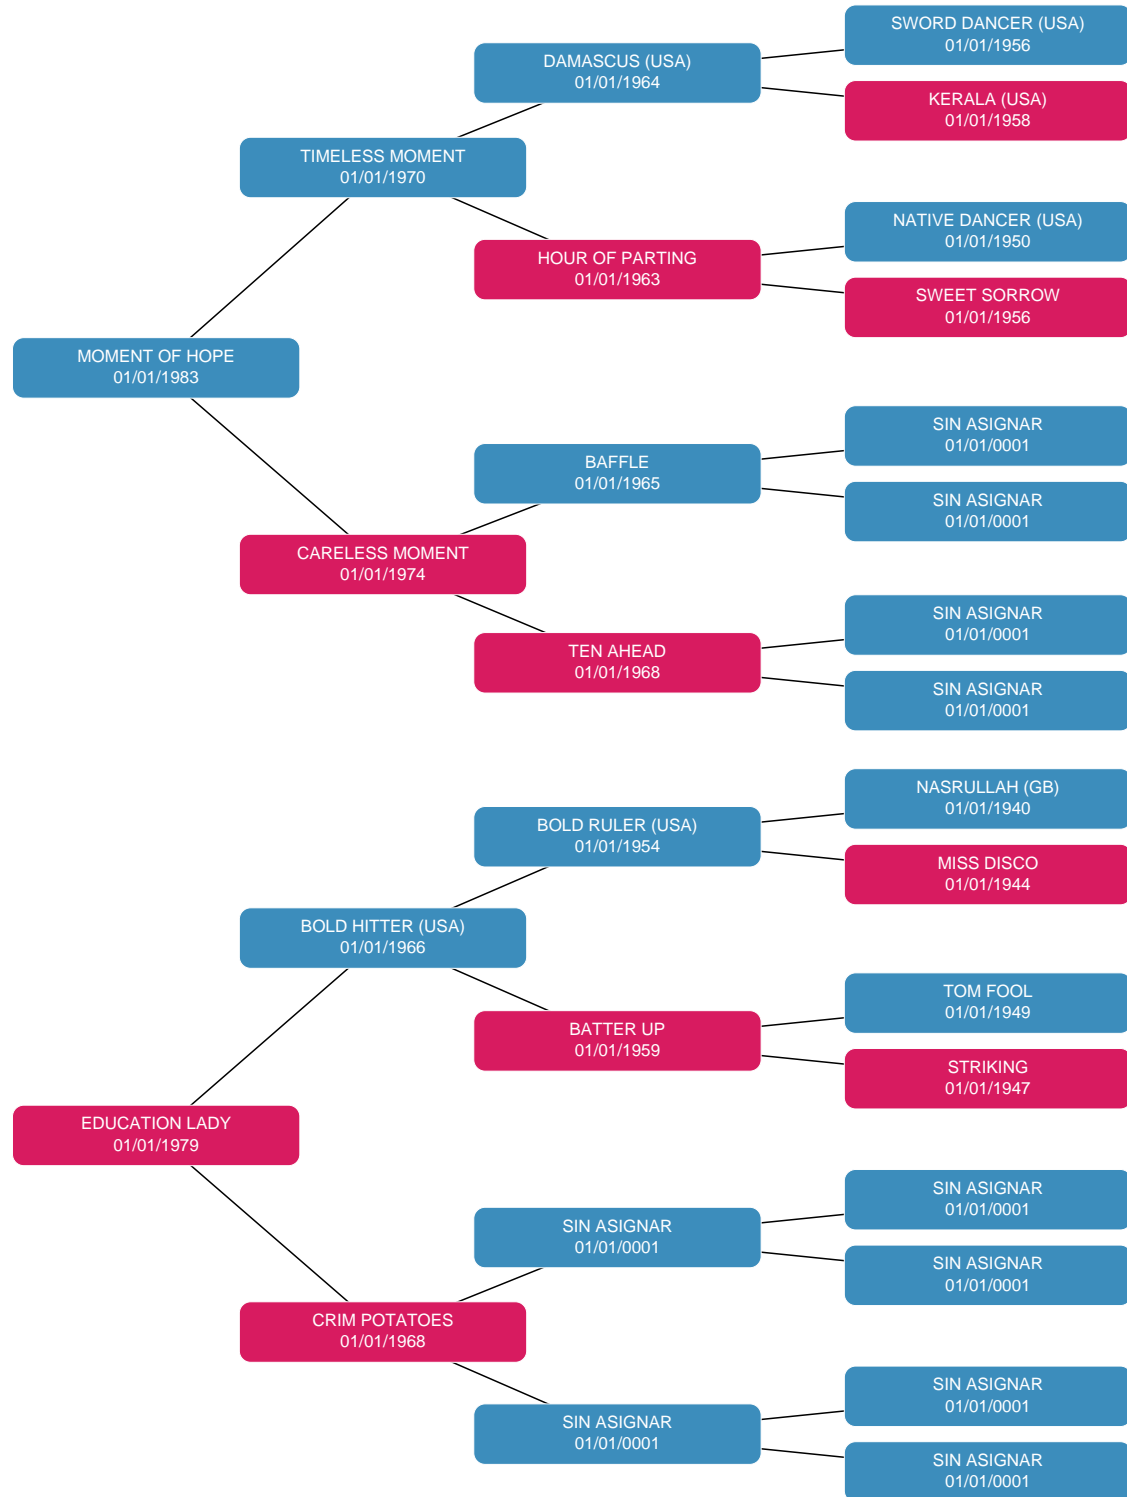 SWORD DANCER (USA)
01/01/1956
DAMASCUS (USA)
01/01/1964
KERALA (USA)
01/01/1958
TIMELESS MOMENT
01/01/1970
NATIVE DANCER (USA)
01/01/1950
HOUR OF PARTING
01/01/1963
SWEET SORROW
01/01/1956
MOMENT OF HOPE
01/01/1983
SIN ASIGNAR
01/01/0001
BAFFLE
01/01/1965
SIN ASIGNAR
01/01/0001
CARELESS MOMENT
01/01/1974
SIN ASIGNAR
01/01/0001
TEN AHEAD
01/01/1968
SIN ASIGNAR
01/01/0001
NASRULLAH (GB)
01/01/1940
BOLD RULER (USA)
01/01/1954
MISS DISCO
01/01/1944
BOLD HITTER (USA)
01/01/1966
TOM FOOL
01/01/1949
BATTER UP
01/01/1959
STRIKING
01/01/1947
EDUCATION LADY
01/01/1979
SIN ASIGNAR
01/01/0001
SIN ASIGNAR
01/01/0001
SIN ASIGNAR
01/01/0001
CRIM POTATOES
01/01/1968
SIN ASIGNAR
01/01/0001
SIN ASIGNAR
01/01/0001
SIN ASIGNAR
01/01/0001